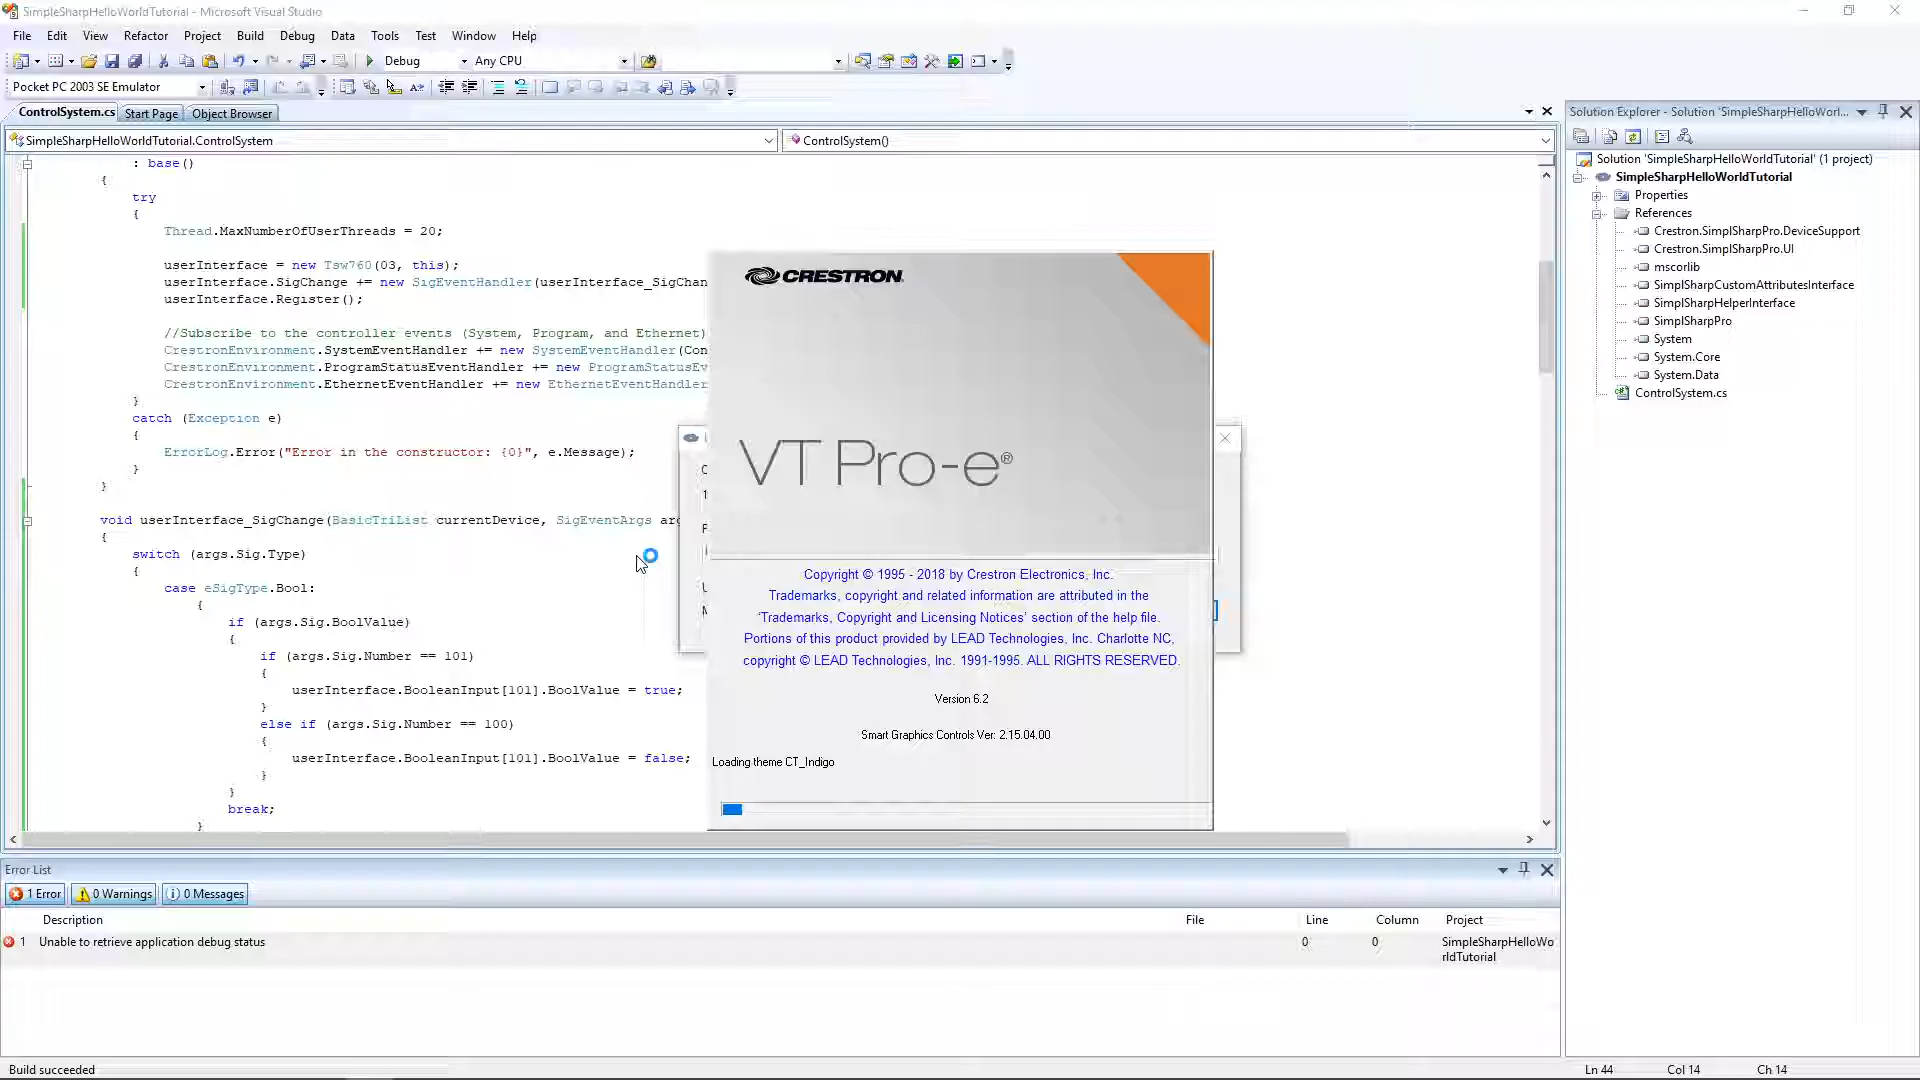 SimpleSharpHelloWorldTutorial - Microsoft Visual Studio
File Edit View Refactor Project Build Debug Data Tools Test Window Help
Debug Any CPU
Pocket PC 2003 SE Emulator
ControlSystem.cs Start Page Object Browser
SimpleSharpHelloWorldTutorial.ControlSystem ControlSystem()
: base()
{
try
{
Thread.MaxNumberOfUserThreads = 20;
userInterface = new Tsw760(03, this);
userInterface.SigChange += new SigEventHandler(userInterface_SigChan
userInterface.Register();
//Subscribe to the controller events (System, Program, and Ethernet)
CrestronEnvironment.SystemEventHandler += new SystemEventHandler(Con
CrestronEnvironment.ProgramStatusEventHandler += new ProgramStatusEv
CrestronEnvironment.EthernetEventHandler += new EthernetEventHandler
}
catch (Exception e)
{
ErrorLog.Error("Error in the constructor: {0}", e.Message);
}
}
void userInterface_SigChange(BasicTriList currentDevice, SigEventArgs arg
{
switch (args.Sig.Type)
{
case eSigType.Bool:
{
if (args.Sig.BoolValue)
{
if (args.Sig.Number == 101)
{
userInterface.BooleanInput[101].BoolValue = true;
}
else if (args.Sig.Number == 100)
{
userInterface.BooleanInput[101].BoolValue = false;
}
}
break;
}
CRESTRON
VT Pro-e®
Copyright © 1995 - 2018 by Crestron Electronics, Inc.
Trademarks, copyright and related information are attributed in the
'Trademarks, Copyright and Licensing Notices' section of the help file.
Portions of this product provided by LEAD Technologies, Inc. Charlotte NC,
copyright © LEAD Technologies, Inc. 1991-1995. ALL RIGHTS RESERVED.
Version 6.2
Smart Graphics Controls Ver: 2.15.04.00
Loading theme CT_Indigo
Solution Explorer - Solution 'SimpleSharpHelloWorl...
Solution 'SimpleSharpHelloWorldTutorial' (1 project)
SimpleSharpHelloWorldTutorial
Properties
References
Crestron.SimplSharpPro.DeviceSupport
Crestron.SimplSharpPro.UI
mscorlib
SimplSharpCustomAttributesInterface
SimplSharpHelperInterface
SimplSharpPro
System
System.Core
System.Data
ControlSystem.cs
Error List
1 Error 0 Warnings 0 Messages
Description File Line Column Project
1 Unable to retrieve application debug status 0 0 SimpleSharpHelloWo
rldTutorial
Build succeeded Ln 44 Col 14 Ch 14